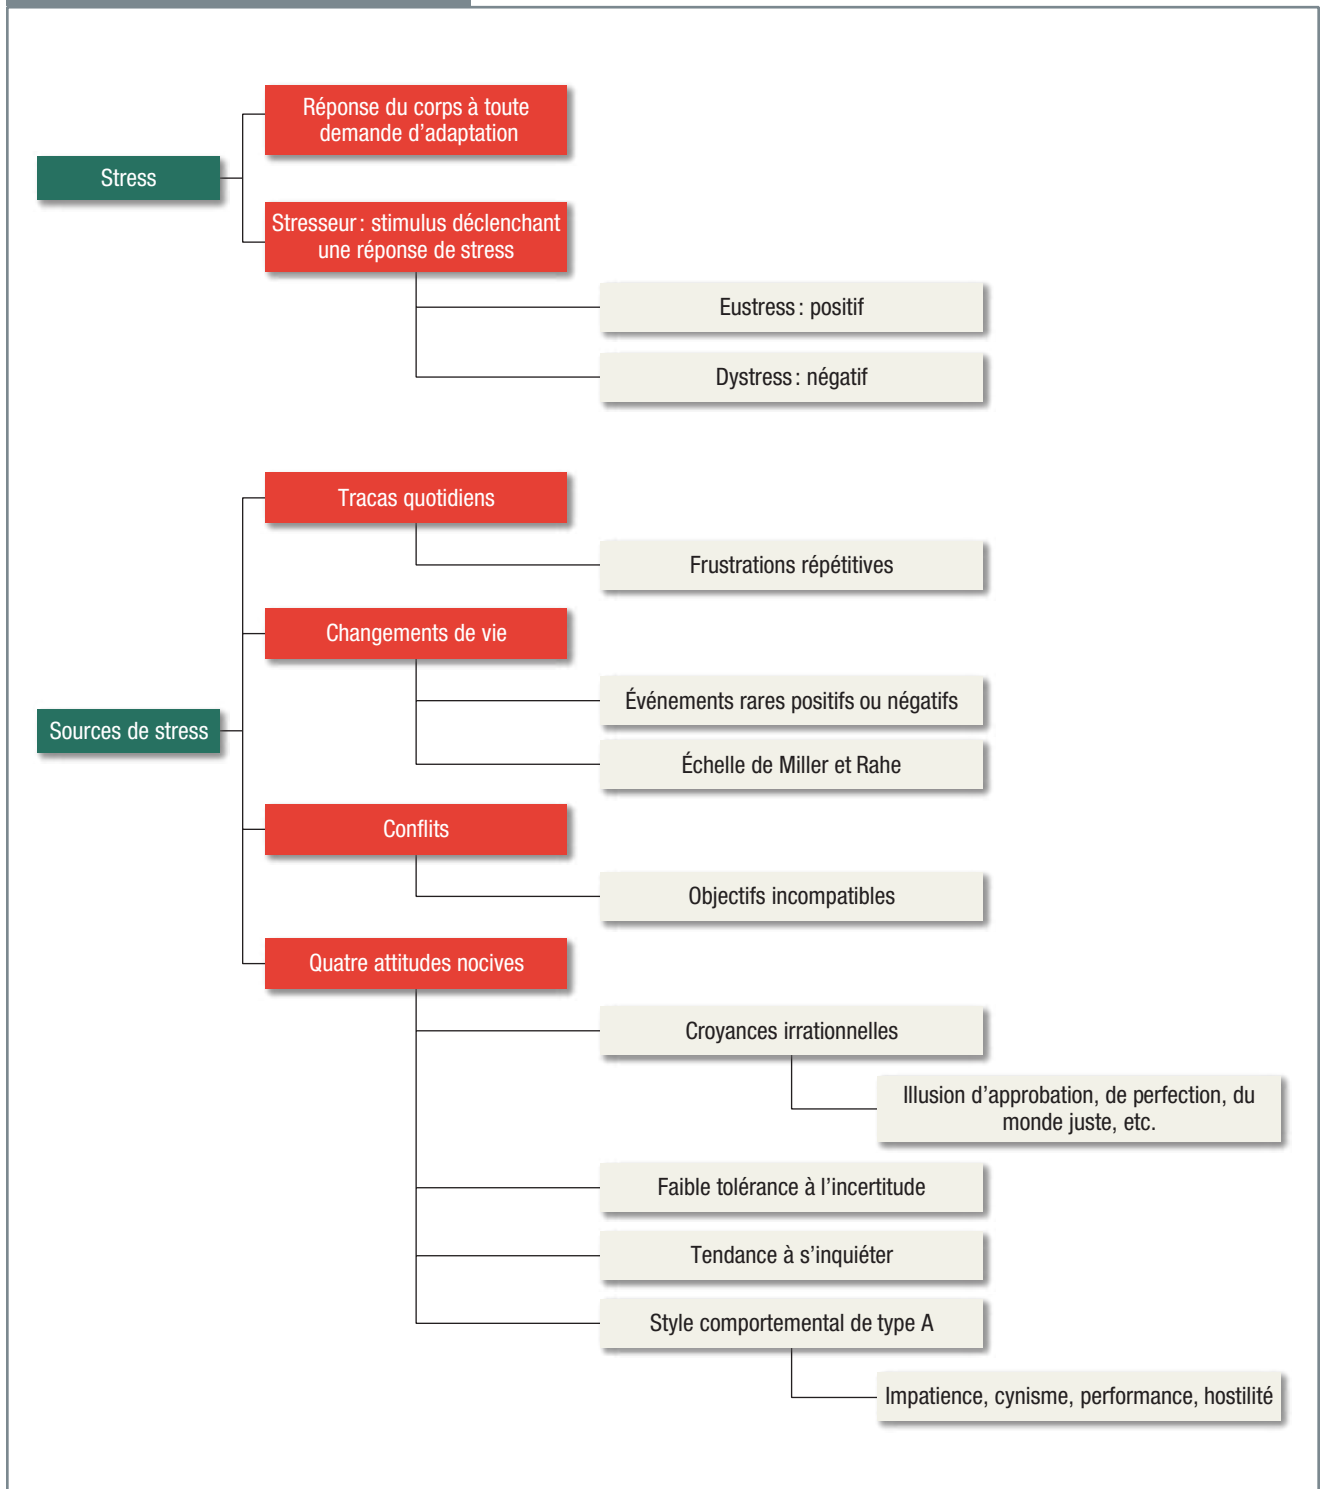 Réponse du corps à toute
demande d’adaptation
Stress
Stresseur : stimulus déclenchant
une réponse de stress
Eustress : positif
Dystress : négatif
Tracas quotidiens
Frustrations répétitives
Changements de vie
Événements rares positifs ou négatifs
Sources de stress
Échelle de Miller et Rahe
Conflits
Objectifs incompatibles
Quatre attitudes nocives
Croyances irrationnelles
Illusion d’approbation, de perfection, du
monde juste, etc.
Faible tolérance à l’incertitude
Tendance à s’inquiéter
Style comportemental de type A
Impatience, cynisme, performance, hostilité